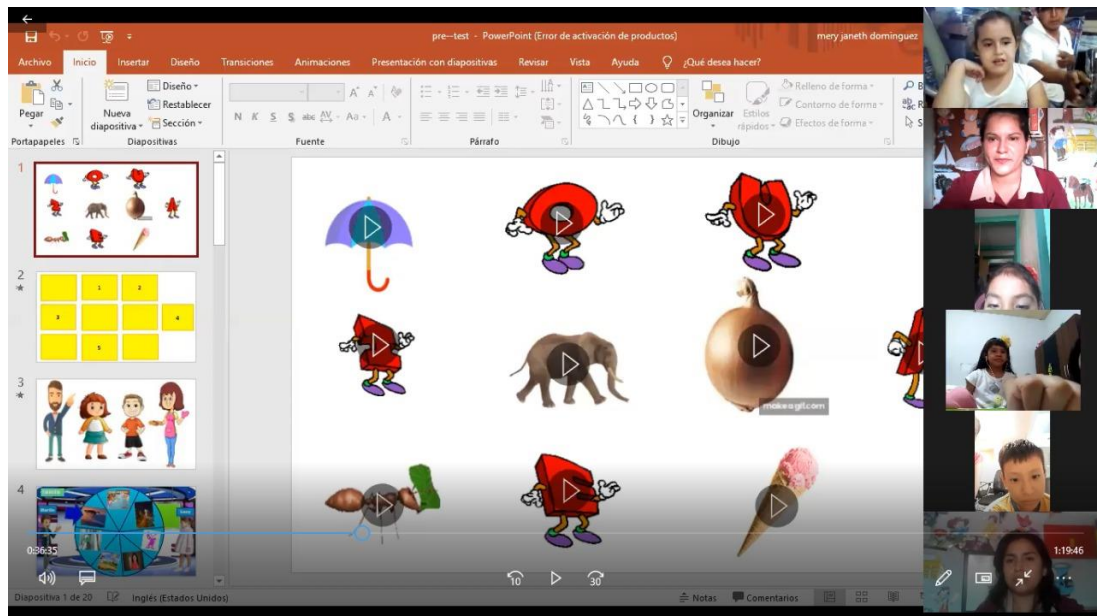 pre--test - PowerPoint (Error de activación de productos)
mery janeth dominguez
Archivo Inicio Insertar Diseño Transiciones Animaciones Presentación con diapositivas Revisar Vista Ayuda ¿Qué desea hacer?
Pegar
Nueva
diapositiva
Diseño
Restablecer
Sección
N K S S abc AV Aa A
Organizar
Estilos
rápidos
Relleno de forma
Contorno de forma
Efectos de forma
Portapapeles Diapositivas Fuente Párrafo Dibujo
1
2
1 2
3 4
5
3
4
makeagif.com
0:36:35
1:19:46
10
30
Diapositiva 1 de 20 Inglés (Estados Unidos) Notas Comentarios